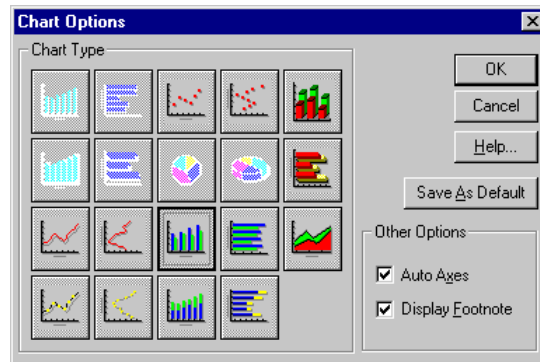 Chart Options
Chart Type
OK
Cancel
Help...
Save As Default
Other Options
Auto Axes
Display Footnote